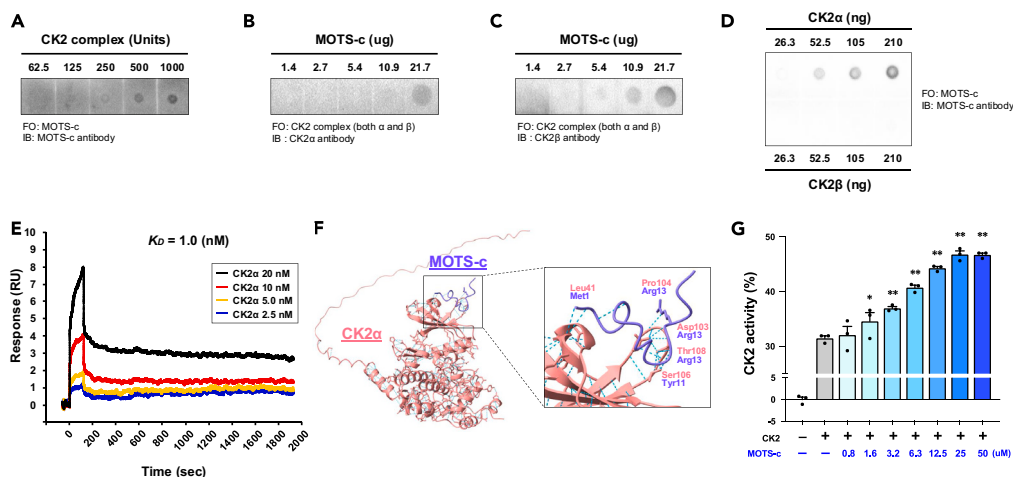 A
CK2 complex (Units)
62.5 125 250 500 1000
FO: MOTS-c
IB: MOTS-c antibody
B
MOTS-c (ug)
1.4 2.7 5.4 10.9 21.7
FO: CK2 complex (both α and β)
IB : CK2α antibody
C
MOTS-c (ug)
1.4 2.7 5.4 10.9 21.7
FO: CK2 complex (both α and β)
IB : CK2β antibody
D
CK2α (ng)
26.3 52.5 105 210
FO: MOTS-c
IB: MOTS-c antibody
26.3 52.5 105 210
CK2β (ng)
E
KD = 1.0 (nM)
Response (RU)
10
9
8
7
6
5
4
3
2
1
0
CK2α 20 nM
CK2α 10 nM
CK2α 5.0 nM
CK2α 2.5 nM
0 200 400 600 800 1000 1200 1400 1600 1800 2000
Time (sec)
F
MOTS-c
CK2α
Leu41
Met1
Pro104
Arg13
Asp103
Arg13
Thr108
Arg13
Ser106
Tyr11
G
CK2 activity (%)
50
40
30
5
0
-5
* ** ** ** ** **
CK2 – + + + + + + + +
MOTS-c – – 0.8 1.6 3.2 6.3 12.5 25 50 (uM)